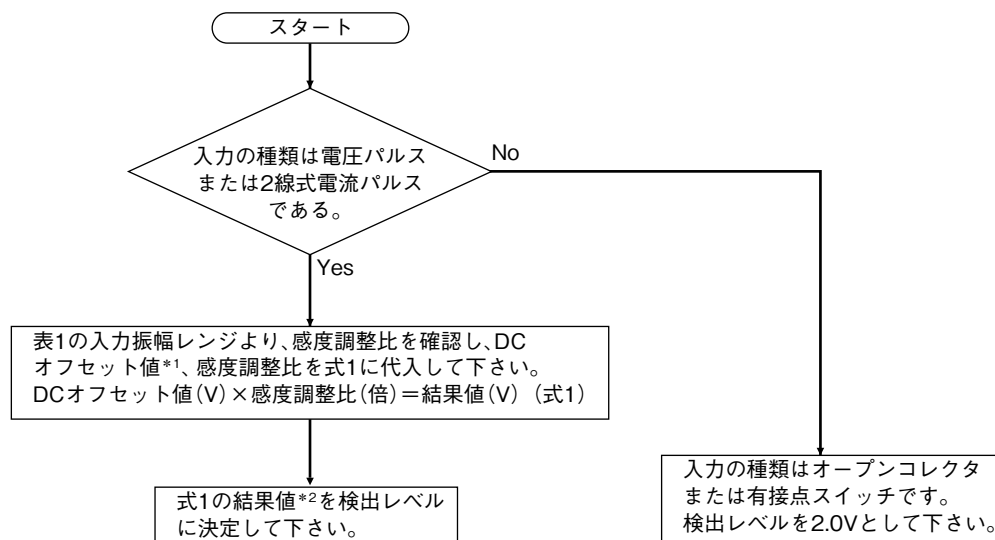 スタート
入力の種類は電圧パルス
または2線式電流パルス
である。
No
Yes
表1の入力振幅レンジより、感度調整比を確認し、DC
オフセット値*1、感度調整比を式1に代入して下さい。
DCオフセット値(V)×感度調整比(倍)=結果値(V) (式1)
式1の結果値*2を検出レベル
に決定して下さい。
入力の種類はオープンコレクタ
または有接点スイッチです。
検出レベルを2.0Vとして下さい。